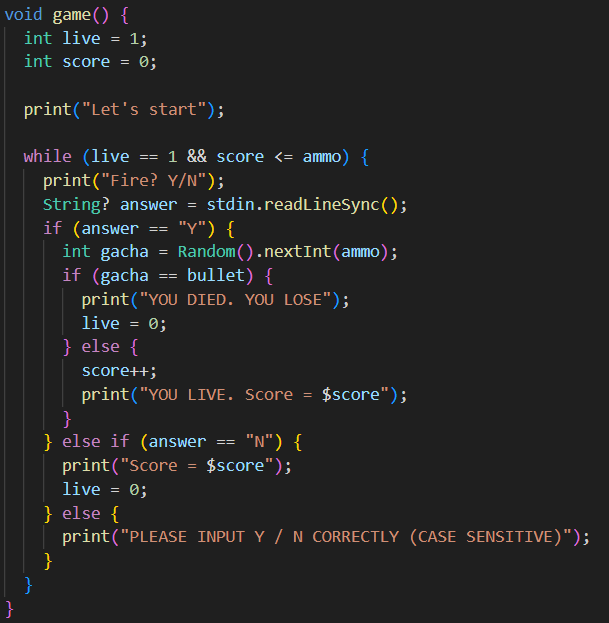 void game() {
  int live = 1;
  int score = 0;

  print("Let's start");

  while (live == 1 && score <= ammo) {
    print("Fire? Y/N");
    String? answer = stdin.readLineSync();
    if (answer == "Y") {
      int gacha = Random().nextInt(ammo);
      if (gacha == bullet) {
        print("YOU DIED. YOU LOSE");
        live = 0;
      } else {
        score++;
        print("YOU LIVE. Score = $score");
      }
    } else if (answer == "N") {
      print("Score = $score");
      live = 0;
    } else {
      print("PLEASE INPUT Y / N CORRECTLY (CASE SENSITIVE)");
    }
  }
}